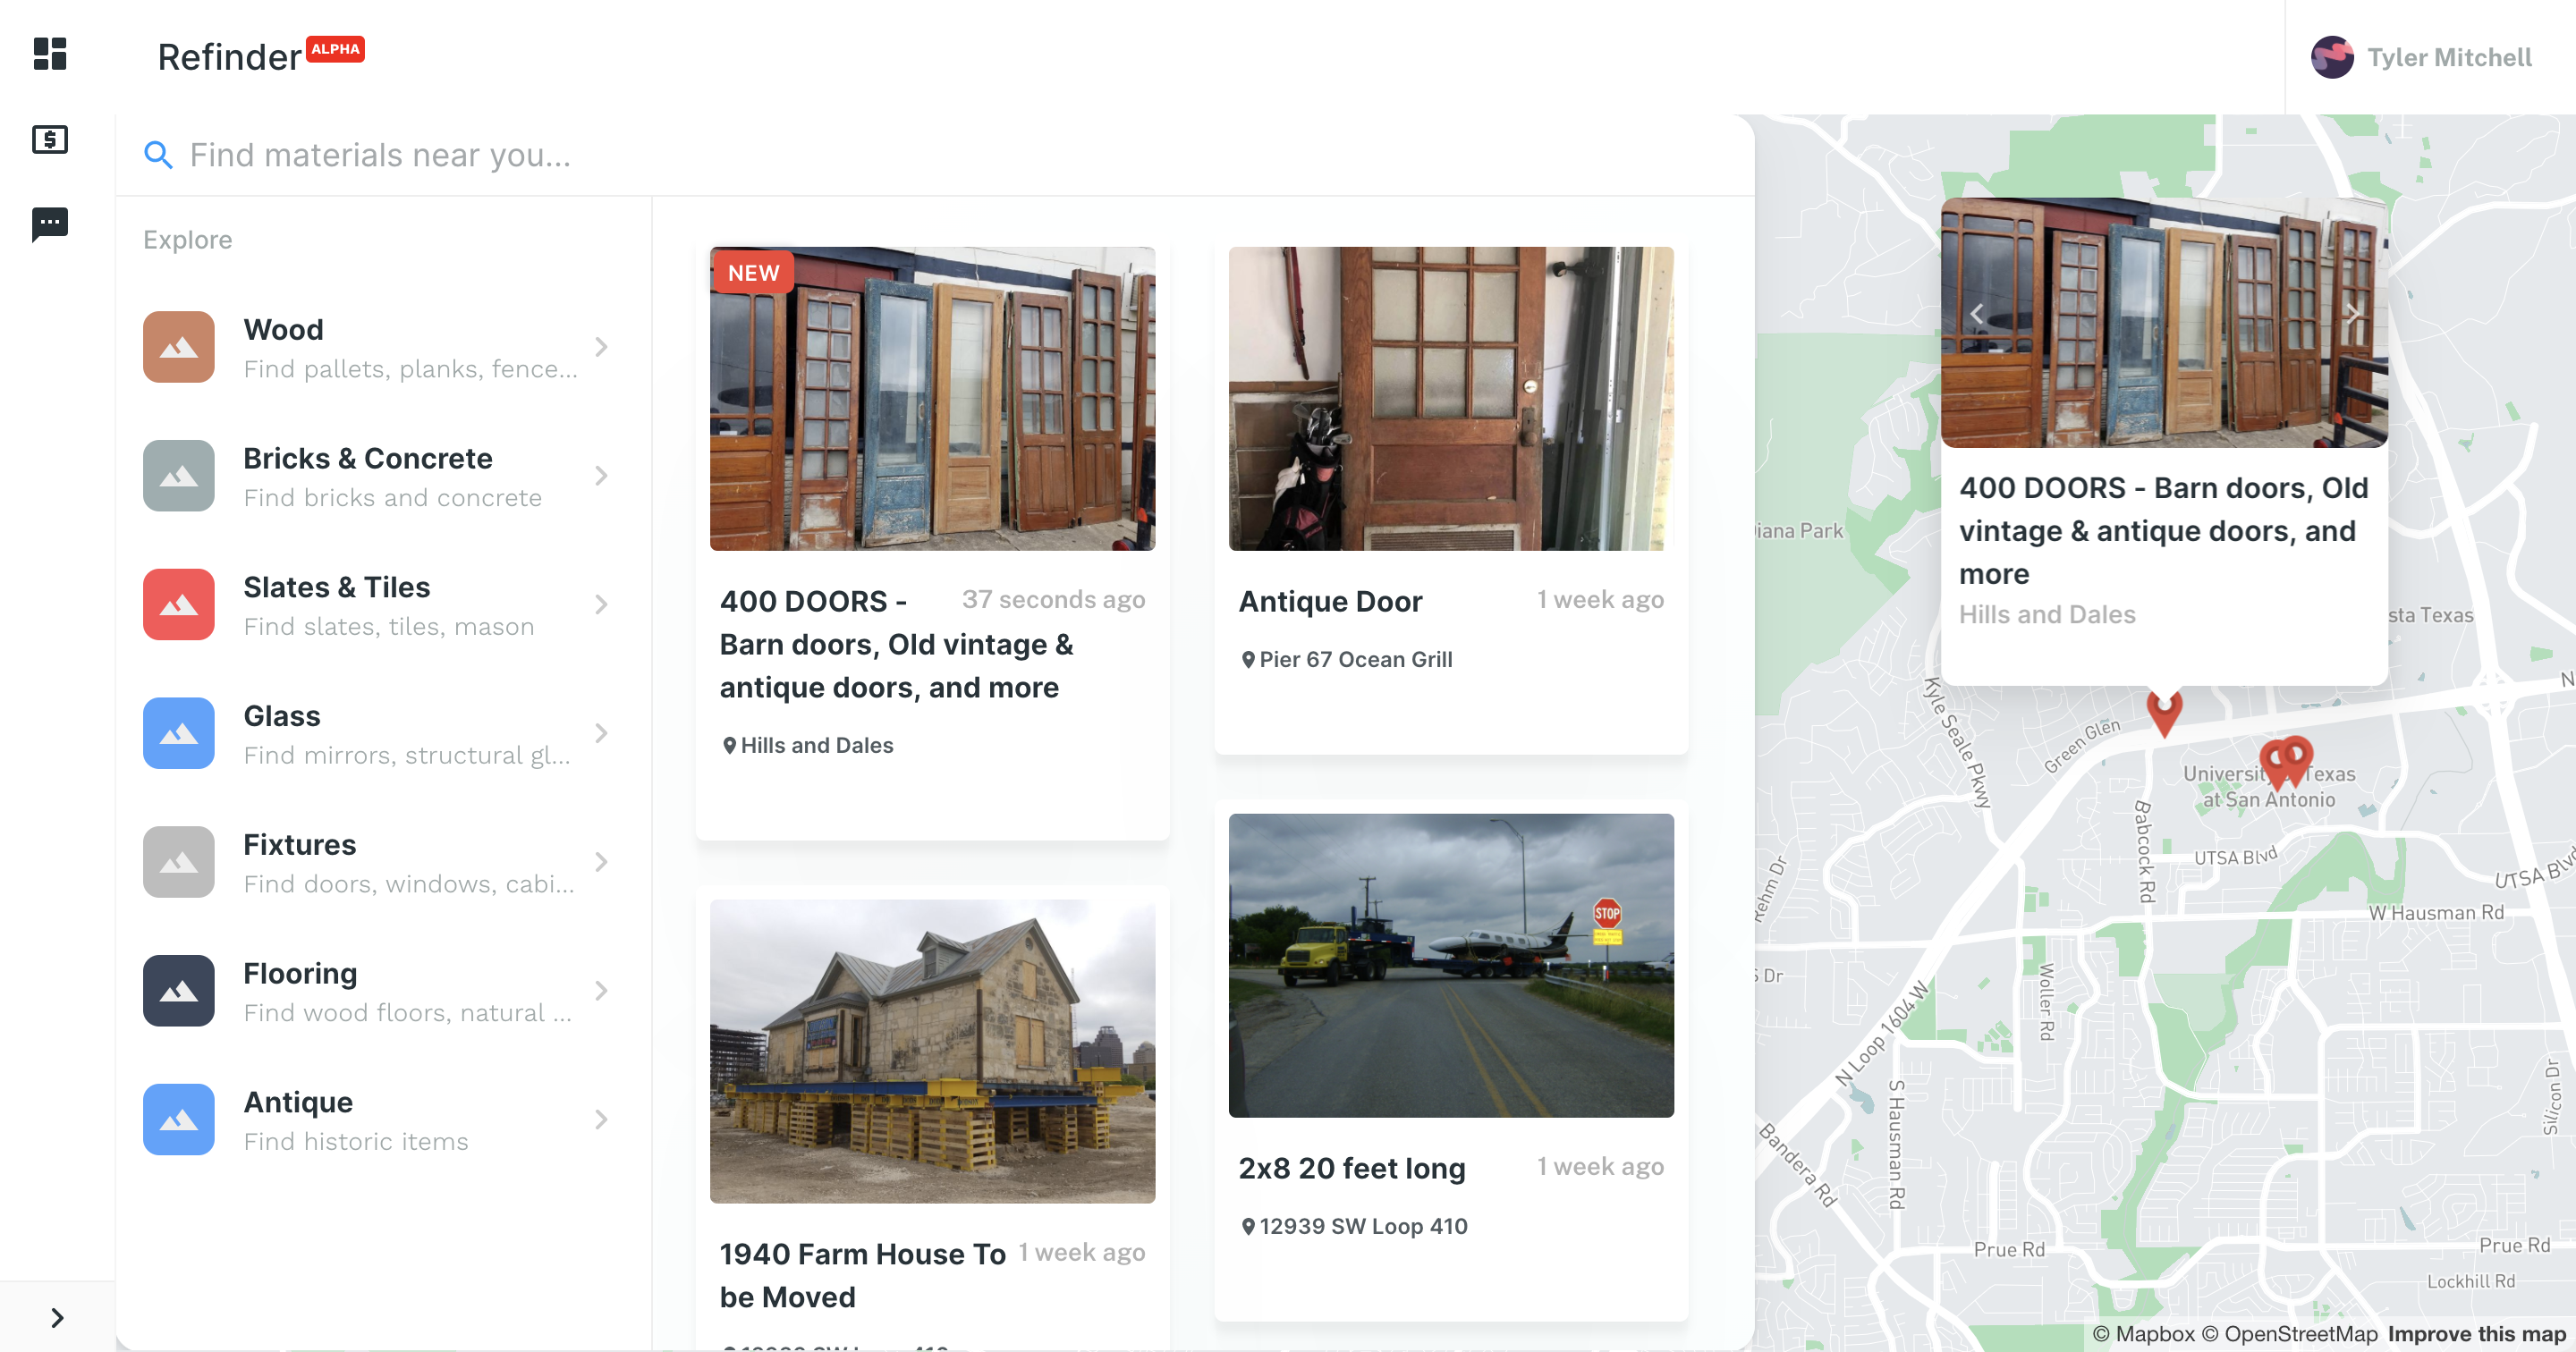 Refinder ALPHA
Tyler Mitchell
Find materials near you...
Explore
Wood
Find pallets, planks, fence...
Bricks & Concrete
Find bricks and concrete
Slates & Tiles
Find slates, tiles, mason
Glass
Find mirrors, structural gl...
Fixtures
Find doors, windows, cabi...
Flooring
Find wood floors, natural ...
Antique
Find historic items
NEW
400 DOORS -
Barn doors, Old vintage &
antique doors, and more
37 seconds ago
Hills and Dales
Antique Door
1 week ago
Pier 67 Ocean Grill
1940 Farm House To
be Moved
1 week ago
STOP
2x8 20 feet long
1 week ago
12939 SW Loop 410
400 DOORS - Barn doors, Old
vintage & antique doors, and
more
Hills and Dales
iana Park
sta Texas
Kyle Seale Pkwy
Green Glen
University of Texas
at San Antonio
Babcock Rd
UTSA Blvd
UTSA Blvd
Rehm Dr
W Hausman Rd
S Dr
Woller Rd
N Loop 1604 W
S Hausman Rd
Bandera Rd
Silicon Dr
Prue Rd
Prue Rd
Lockhill Rd
© Mapbox © OpenStreetMap Improve this map